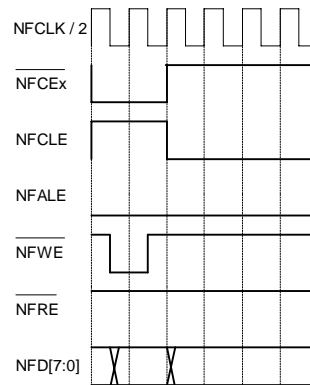 NFCLK / 2
NFCEx
NFCLE
NFALE
NFWE
NFRE
NFD[7:0]